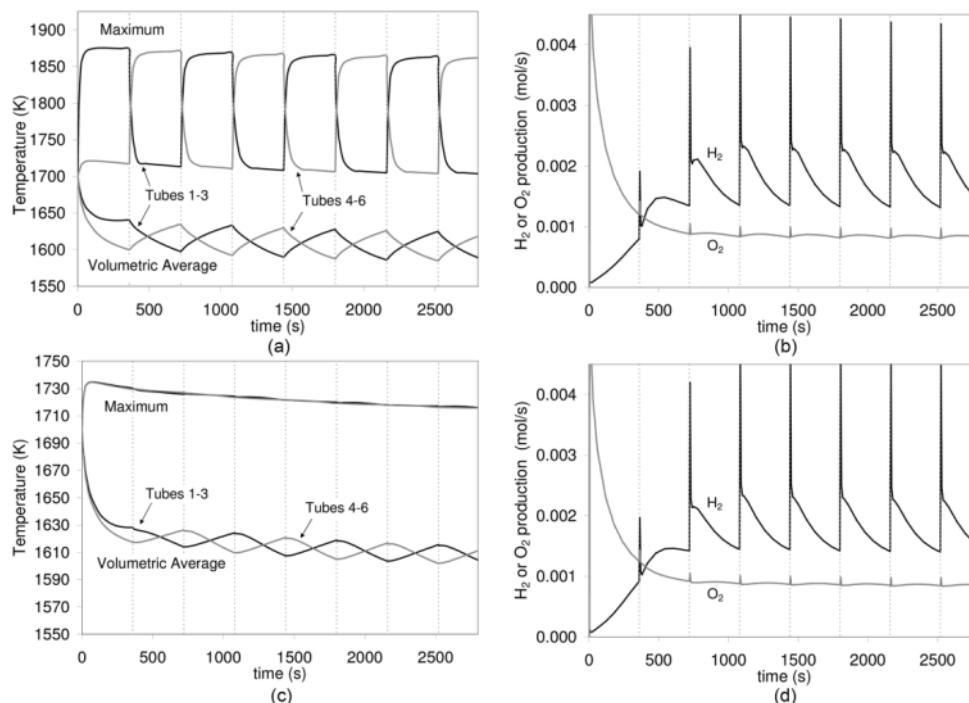 1900
1850
1800
1750
1700
1650
1600
1550
Temperature (K)
Maximum
Tubes 1-3
Tubes 4-6
Volumetric Average
0 500 1000 1500 2000 2500
time (s)
(a)
0.004
0.003
0.002
0.001
0.000
H2 or O2 production (mol/s)
H2
O2
0 500 1000 1500 2000 2500
time (s)
(b)
1750
1730
1710
1690
1670
1650
1630
1610
1590
1570
1550
Temperature (K)
Maximum
Tubes 1-3
Tubes 4-6
Volumetric Average
0 500 1000 1500 2000 2500
time (s)
(c)
0.004
0.003
0.002
0.001
0.000
H2 or O2 production (mol/s)
H2
O2
0 500 1000 1500 2000 2500
time (s)
(d)